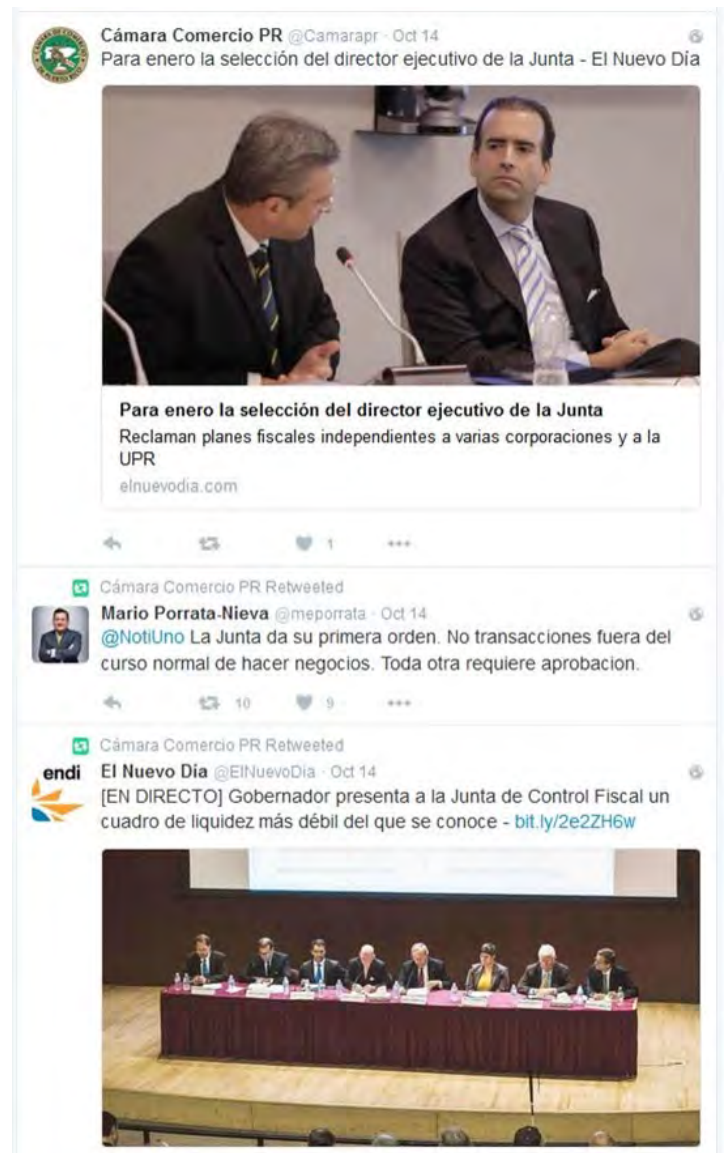 Cámara Comercio PR @Camarapr · Oct 14
Para enero la selección del director ejecutivo de la Junta - El Nuevo Día
Para enero la selección del director ejecutivo de la Junta
Reclaman planes fiscales independientes a varias corporaciones y a la
UPR
elnuevodia.com
1
Cámara Comercio PR Retweeted
Mario Porrata-Nieva @meporrata · Oct 14
@NotiUno La Junta da su primera orden. No transacciones fuera del
curso normal de hacer negocios. Toda otra requiere aprobacion.
10 9
Cámara Comercio PR Retweeted
endi
El Nuevo Día @ElNuevoDia · Oct 14
[EN DIRECTO] Gobernador presenta a la Junta de Control Fiscal un
cuadro de liquidez más débil del que se conoce - bit.ly/2e2ZH6w